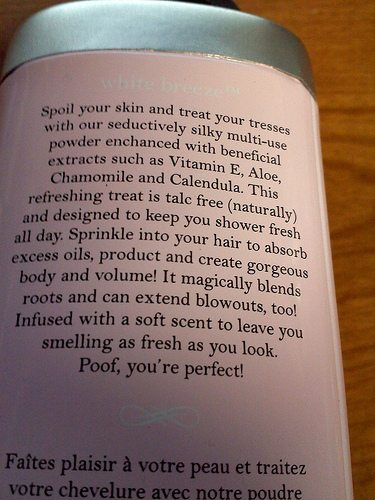 white breeze™
Spoil your skin and treat your tresses
with our seductively silky multi-use
powder enchanced with beneficial
extracts such as Vitamin E, Aloe,
Chamomile and Calendula. This
refreshing treat is talc free (naturally)
and designed to keep you shower fresh
all day. Sprinkle into your hair to absorb
excess oils, product and create gorgeous
body and volume! It magically blends
roots and can extend blowouts, too!
Infused with a soft scent to leave you
smelling as fresh as you look.
Poof, you're perfect!
Faîtes plaisir à votre peau et traitez
votre chevelure avec notre poudre